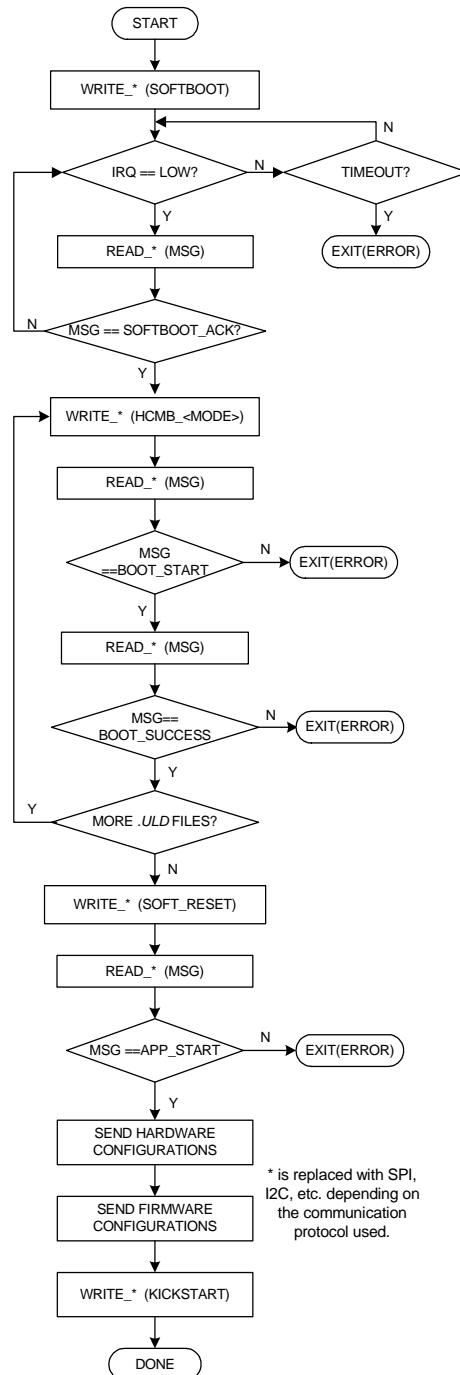 START
WRITE_* (SOFTBOOT)
N
IRQ == LOW?
N
TIMEOUT?
Y
Y
READ_* (MSG)
EXIT(ERROR)
N
MSG == SOFTBOOT_ACK?
Y
WRITE_* (HCMB_<MODE>)
READ_* (MSG)
MSG
==BOOT_START
N
EXIT(ERROR)
Y
READ_* (MSG)
MSG==
BOOT_SUCCESS
N
EXIT(ERROR)
Y
Y
MORE .ULD FILES?
N
WRITE_* (SOFT_RESET)
READ_* (MSG)
MSG ==APP_START
N
EXIT(ERROR)
Y
SEND HARDWARE
CONFIGURATIONS
* is replaced with SPI,
I2C, etc. depending on
the communication
protocol used.
SEND FIRMWARE
CONFIGURATIONS
WRITE_* (KICKSTART)
DONE